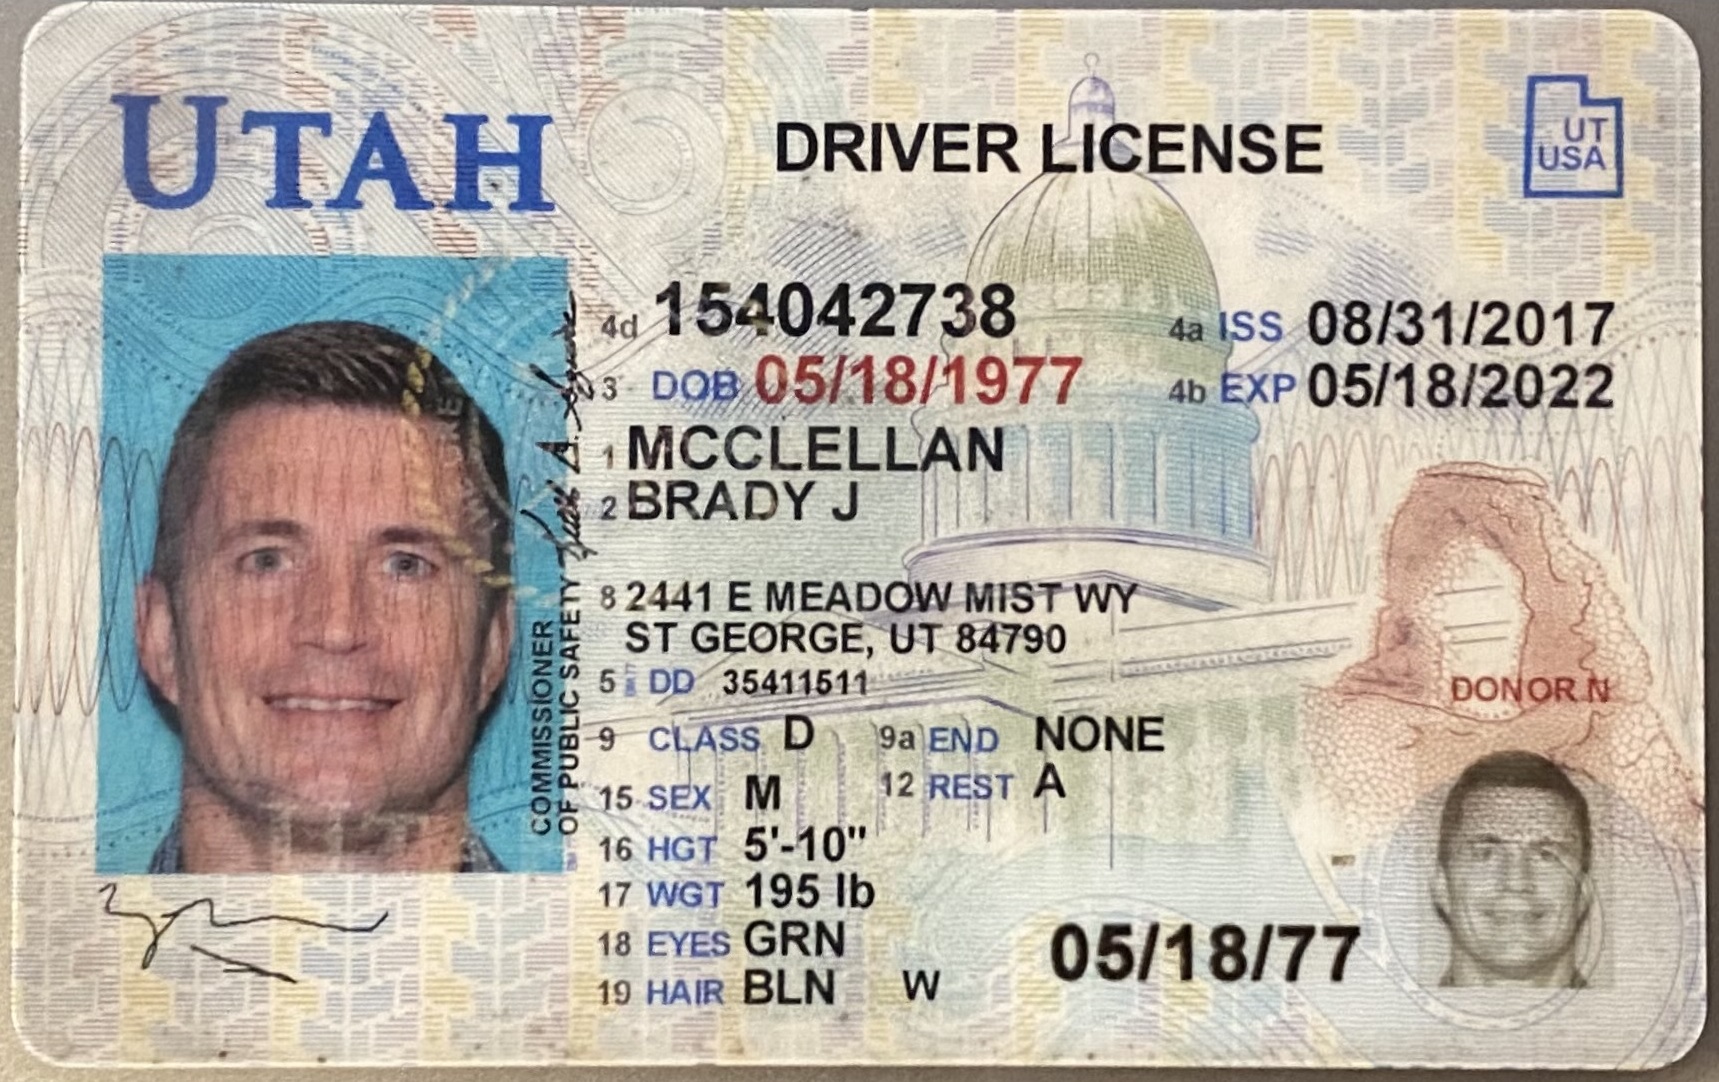 UTAH
DRIVER LICENSE
UT
USA
4d 154042738
4a ISS 08/31/2017
3 DOB 05/18/1977
4b EXP 05/18/2022
1 MCCLELLAN
2 BRADY J
8 2441 E MEADOW MIST WY
ST GEORGE, UT 84790
5 DD 35411511
DONOR N
9 CLASS D 9a END NONE
15 SEX M 12 REST A
16 HGT 5'-10"
17 WGT 195 lb
18 EYES GRN
19 HAIR BLN W
05/18/77
COMMISSIONER
OF PUBLIC SAFETY